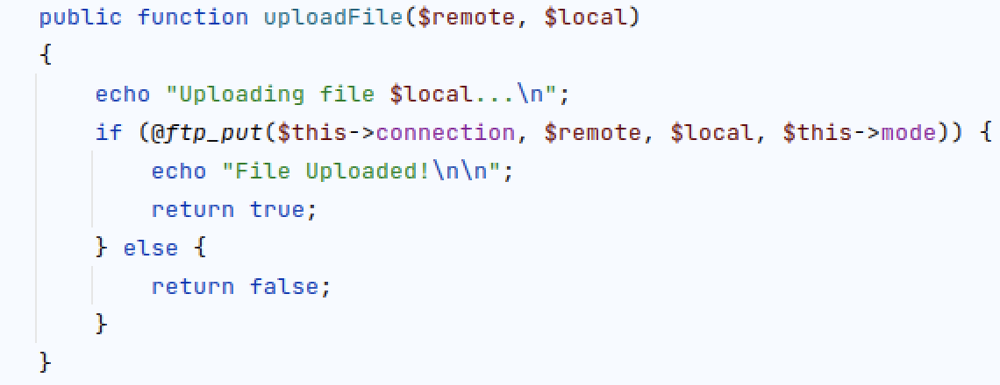 public function uploadFile($remote, $local)
{
    echo "Uploading file $local...\n";
    if (@ftp_put($this->connection, $remote, $local, $this->mode)) {
        echo "File Uploaded!\n\n";
        return true;
    } else {
        return false;
    }
}